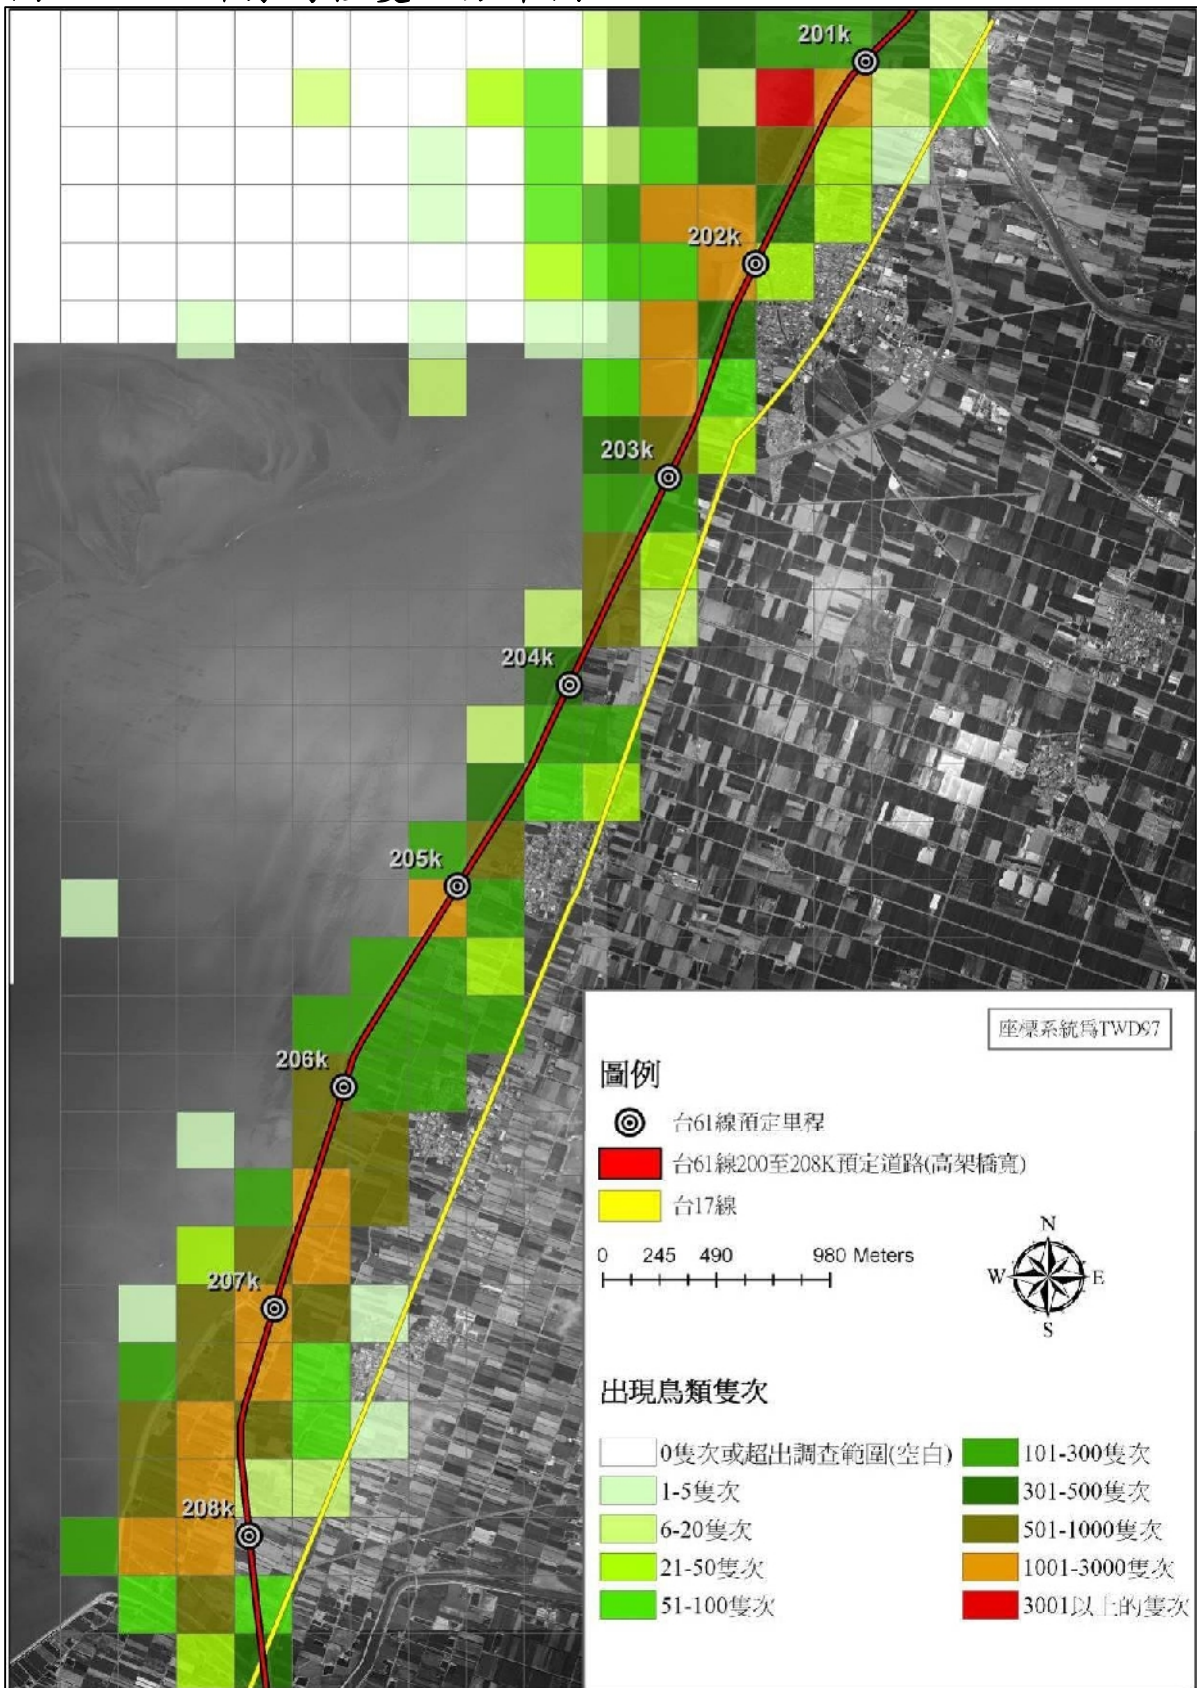 201k
202k
203k
204k
205k
206k
207k
208k
座標系統為TWD97
圖例
台61線預定里程
台61線200至208K預定道路(高架橋寬)
台17線
0 245 490 980 Meters
N
W E
S
出現鳥類隻次
0隻次或超出調查範圍(空白)
1-5隻次
6-20隻次
21-50隻次
51-100隻次
101-300隻次
301-500隻次
501-1000隻次
1001-3000隻次
3001以上的隻次